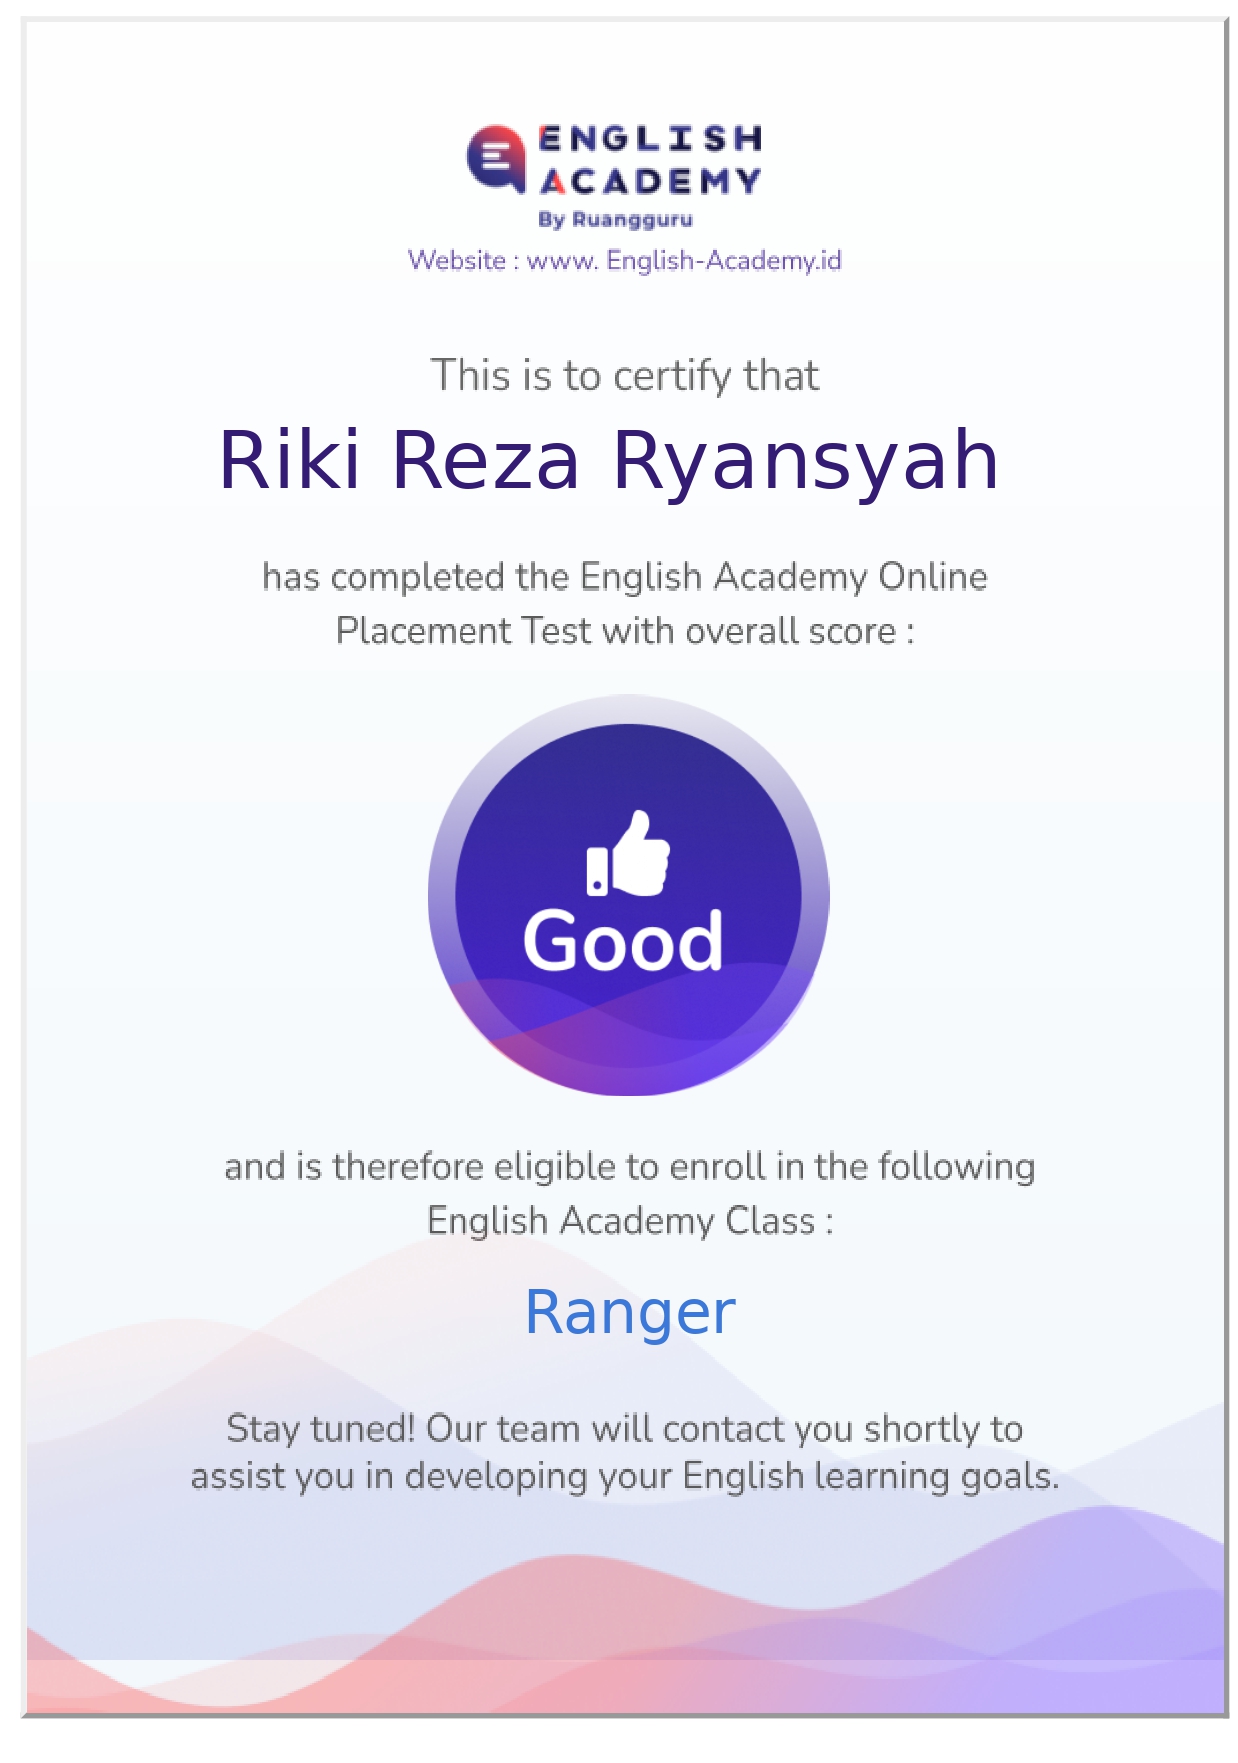 ENGLISH
ACADEMY
By Ruangguru
Website : www. English-Academy.id
This is to certify that
Riki Reza Ryansyah
has completed the English Academy Online
Placement Test with overall score :
Good
and is therefore eligible to enroll in the following
English Academy Class :
Ranger
Stay tuned! Our team will contact you shortly to
assist you in developing your English learning goals.